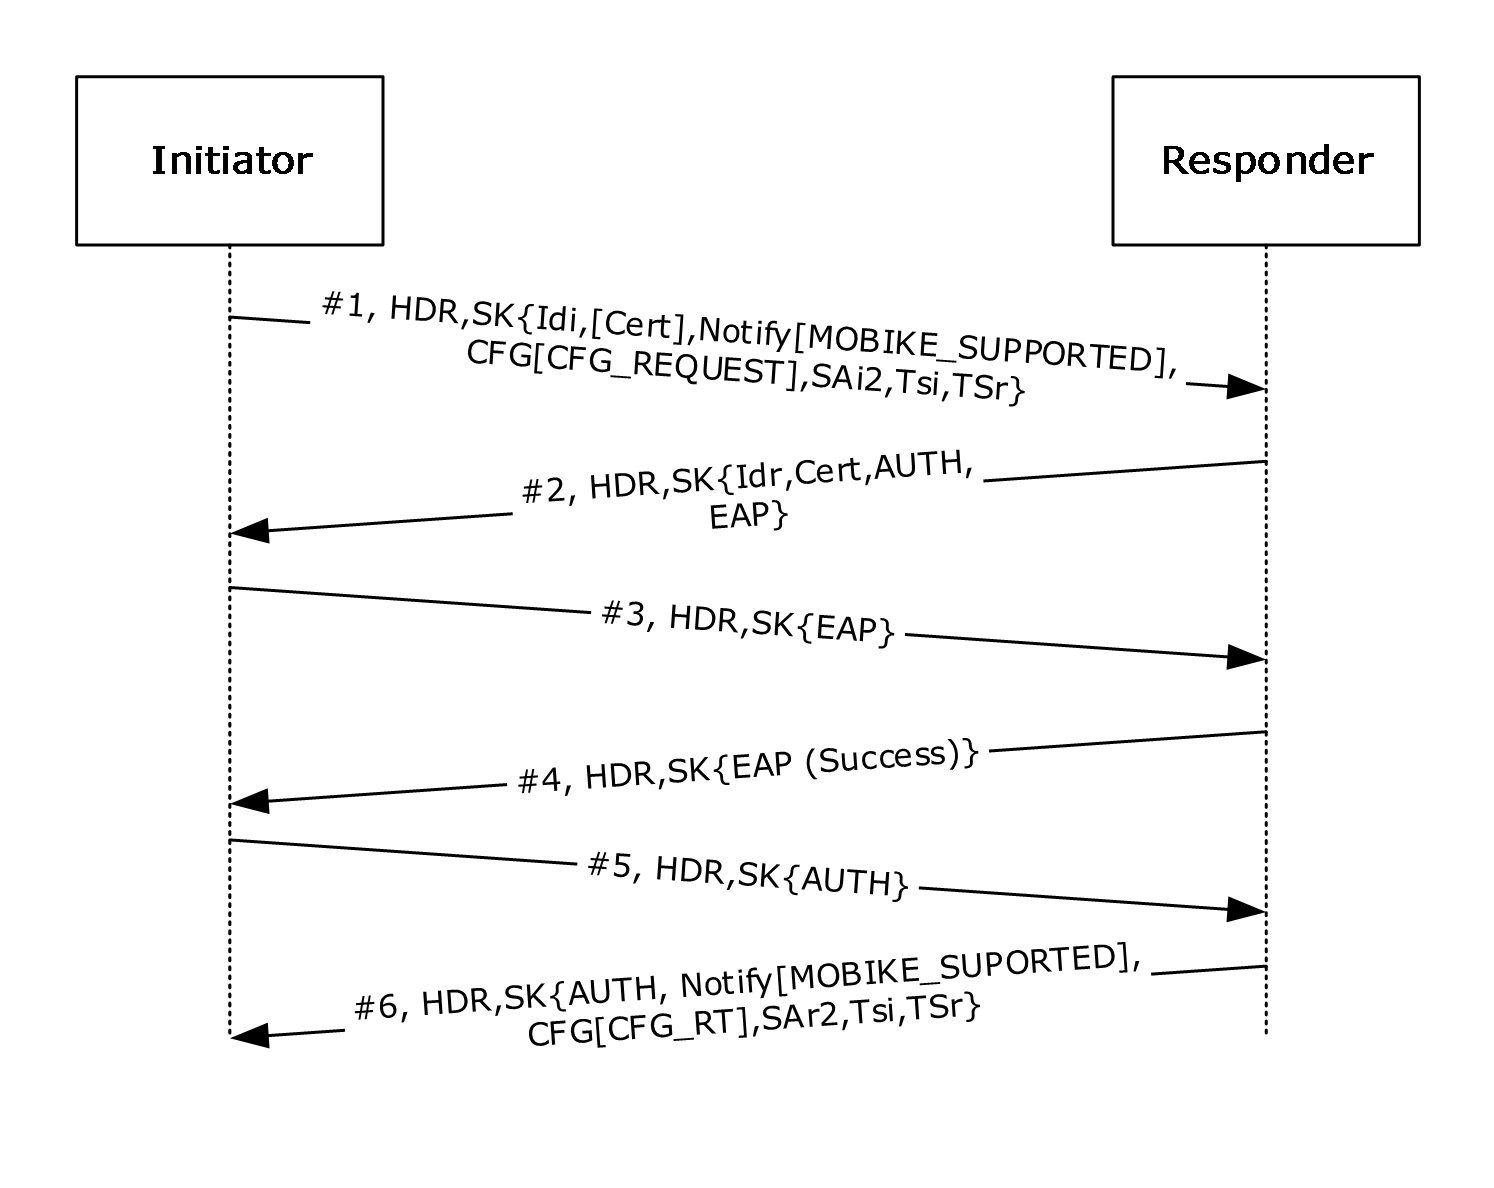 Initiator
Responder
#1, HDR,SK{Idi,[Cert],Notify[MOBIKE_SUPPORTED],
CFG[CFG_REQUEST],SAi2,Tsi,TSr}
#2, HDR,SK{Idr,Cert,AUTH,
EAP}
#3, HDR,SK{EAP}
#4, HDR,SK{EAP (Success)}
#5, HDR,SK{AUTH}
#6, HDR,SK{AUTH, Notify[MOBIKE_SUPORTED],
CFG[CFG_RT],SAr2,Tsi,TSr}